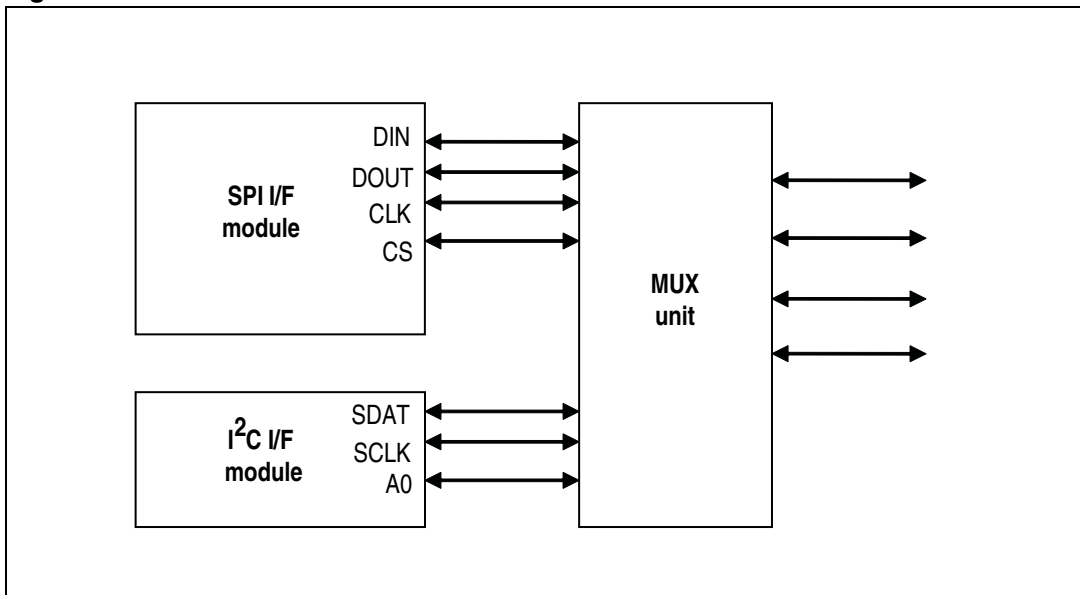 SPI I/F
module
DIN
DOUT
CLK
CS
I²C I/F
module
SDAT
SCLK
A0
MUX
unit